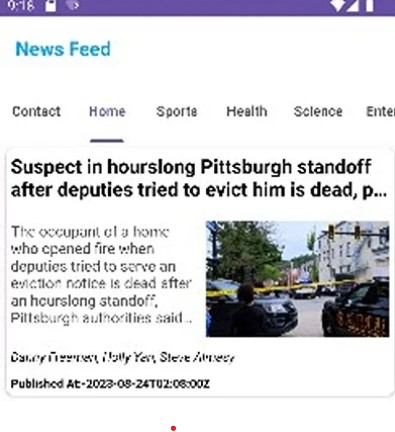 9:18
News Feed
Contact Home Sports Health Science Enter
Suspect in hourslong Pittsburgh standoff
after deputies tried to evict him is dead, p...
The occupant of a home
who opened fire when
deputies tried to serve an
eviction notice is dead after
an hourslong standoff,
Pittsburgh authorities said...
Danny Freeman, Holly Yan, Steve Almasy
Published At:-2023-08-24T02:08:00Z